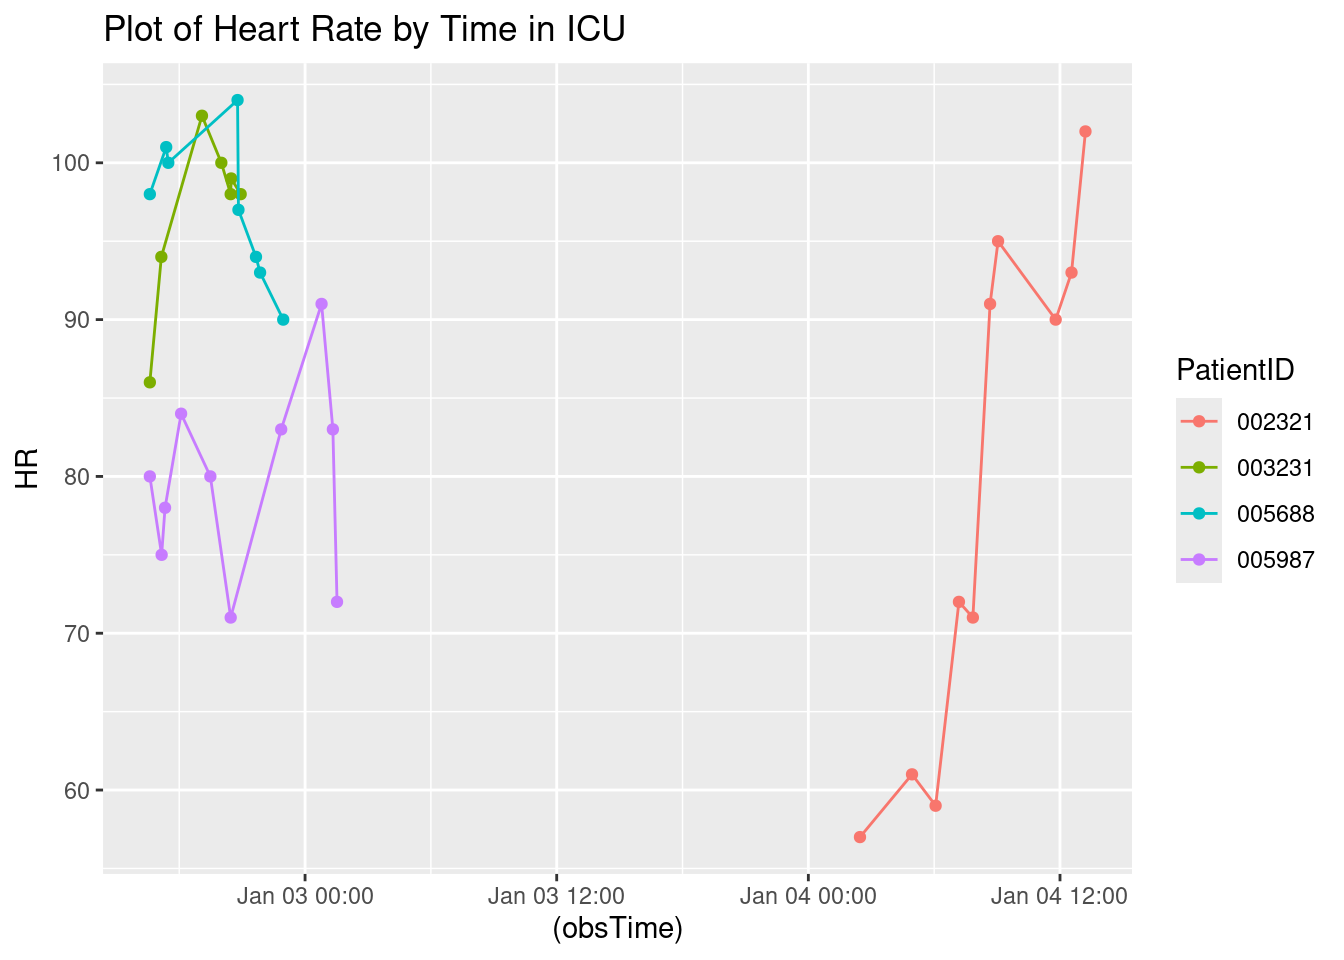 Plot of Heart Rate by Time in ICU
HR
100
90
80
70
60
Jan 03 00:00 Jan 03 12:00 Jan 04 00:00 Jan 04 12:00
(obsTime)
PatientID
002321
003231
005688
005987